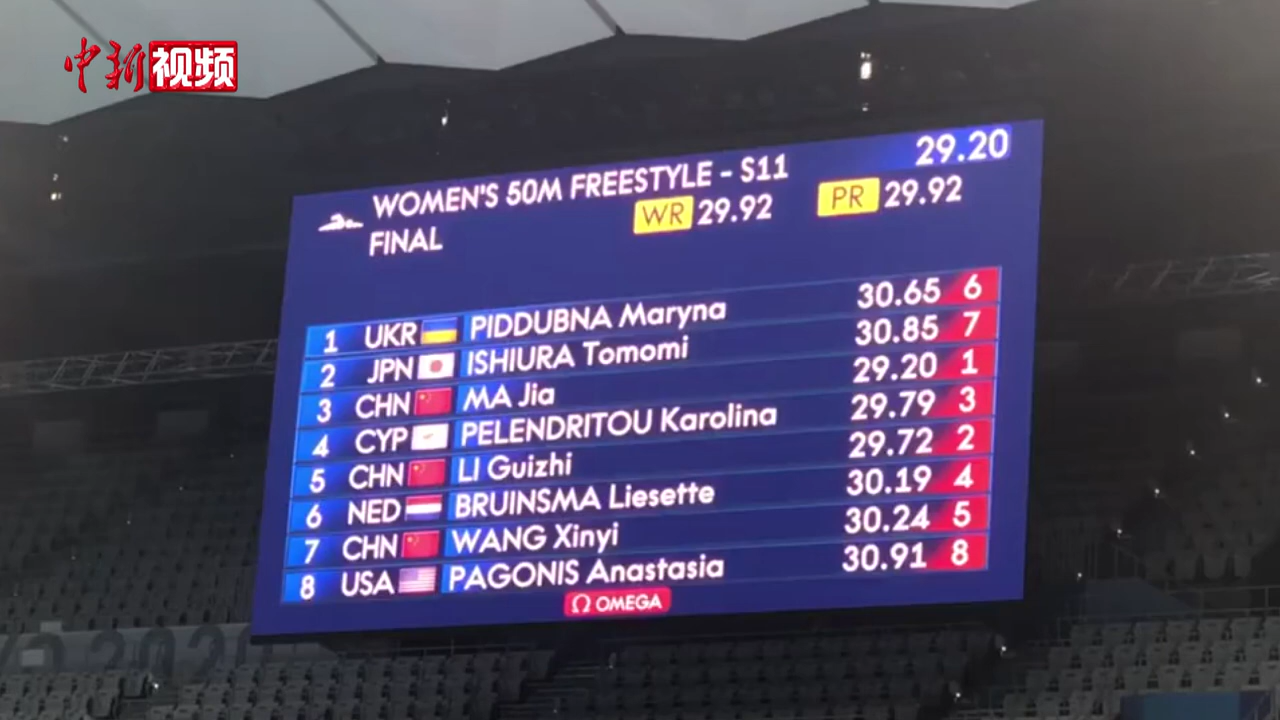 中新视频
29.20
WOMEN'S 50M FREESTYLE - S11
WR 29.92 PR 29.92
FINAL
1 UKR PIDDUBNA Maryna 30.65 6
2 JPN ISHIURA Tomomi 30.85 7
3 CHN MA Jia 29.20 1
4 CYP PELENDRITOU Karolina 29.79 3
5 CHN LI Guizhi 29.72 2
6 NED BRUINSMA Liesette 30.19 4
7 CHN WANG Xinyi 30.24 5
8 USA PAGONIS Anastasia 30.91 8
Ω OMEGA
YO 2020